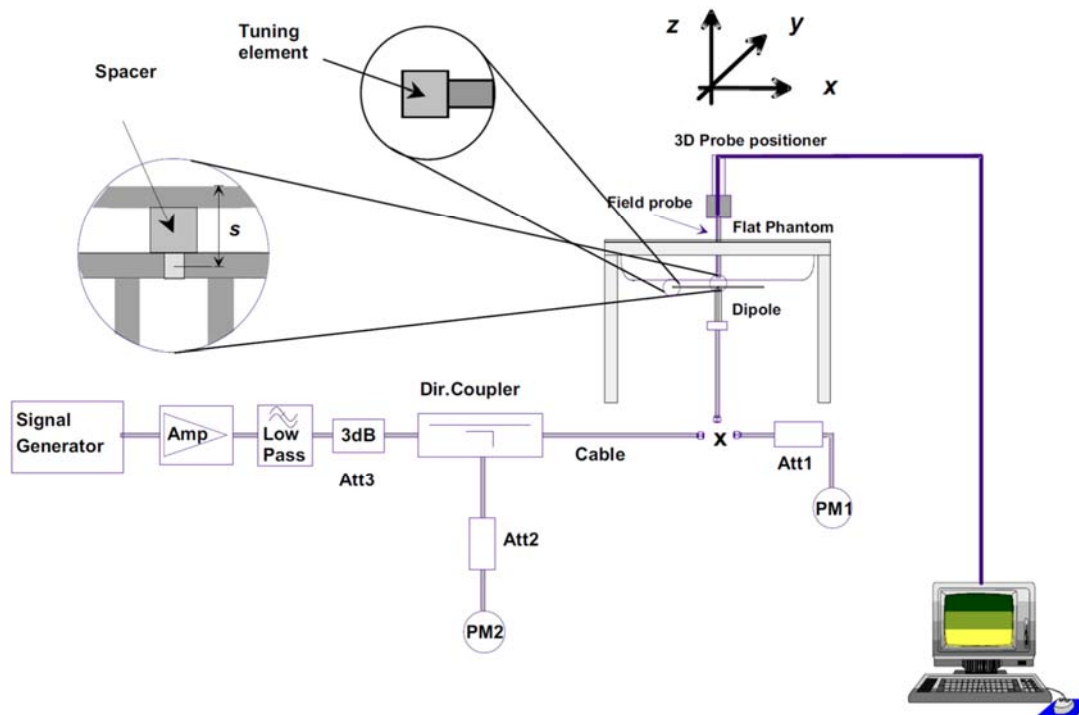 Tuning
element
Spacer
z
y
x
3D Probe positioner
Field probe
Flat Phantom
s
Dipole
Dir.Coupler
Signal
Generator
Amp
Low
Pass
3dB
Att3
Cable
x
Att1
PM1
Att2
PM2